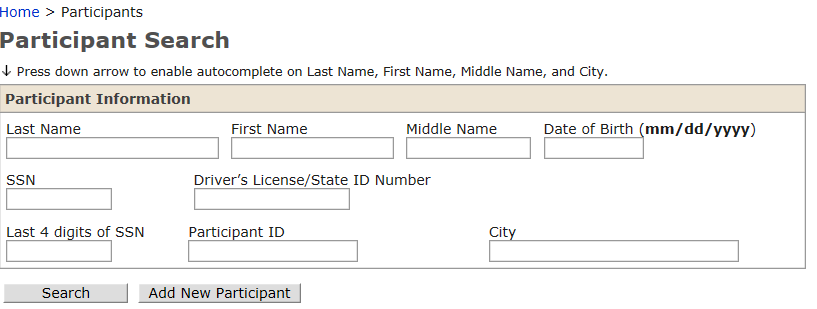 Home > Participants
Participant Search
↓ Press down arrow to enable autocomplete on Last Name, First Name, Middle Name, and City.
Participant Information
Last Name First Name Middle Name Date of Birth (mm/dd/yyyy)
SSN Driver’s License/State ID Number
Last 4 digits of SSN Participant ID City
Search Add New Participant